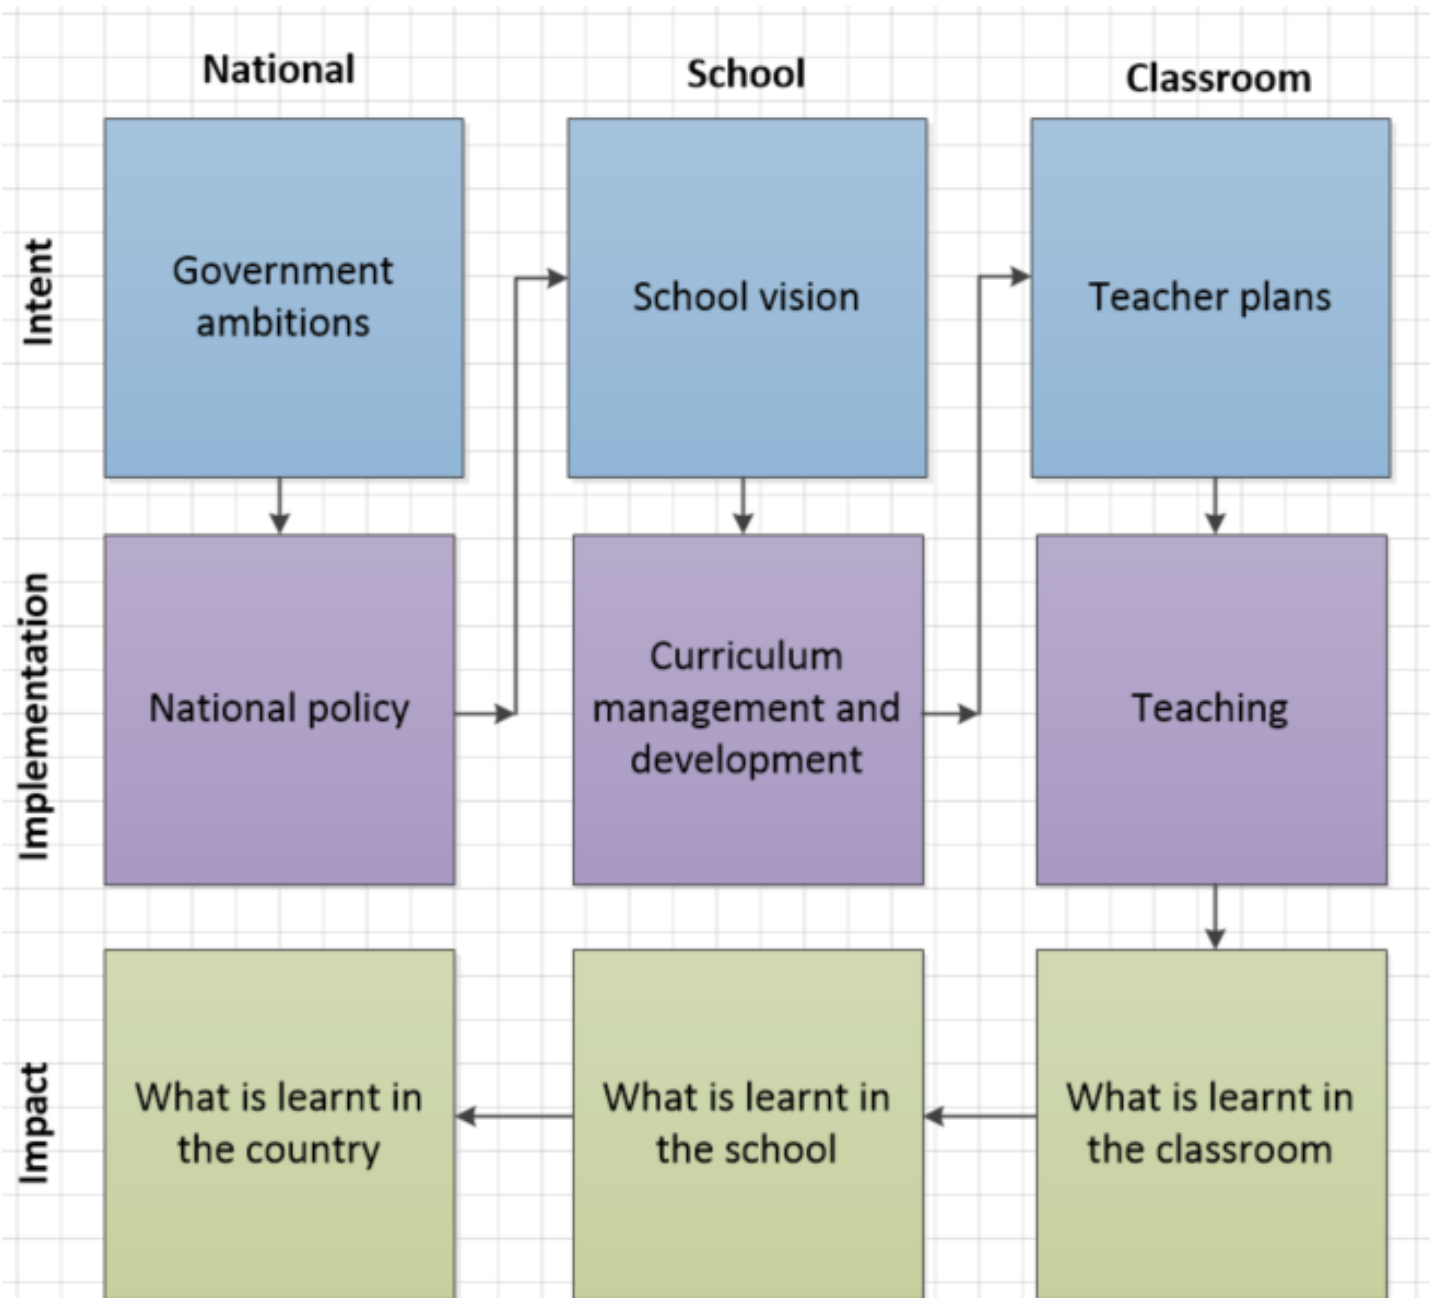 National
School
Classroom
Intent
Government
ambitions
School vision
Teacher plans
Implementation
National policy
Curriculum
management and
development
Teaching
Impact
What is learnt in
the country
What is learnt in
the school
What is learnt in
the classroom